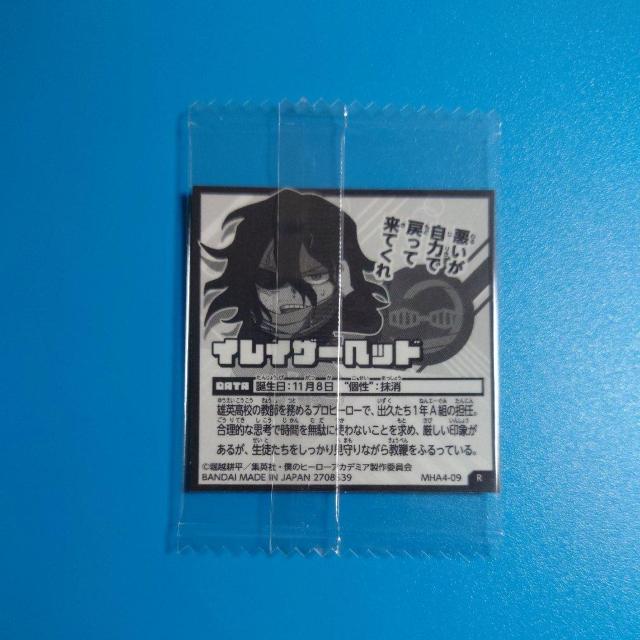 悪いが
自力で
戻って
来てくれ
イレイザーヘッド
DATA 誕生日:11月8日 "個性":抹消
雄英高校の教師を務めるプロヒーローで、出久たち1年A組の担任。
合理的な思考で時間を無駄に使わないことを求め、厳しい印象が
あるが、生徒たちをしっかり見守りながら教鞭をふるっている。
©堀越耕平/集英社・僕のヒーローアカデミア製作委員会
BANDAI MADE IN JAPAN 2708539 MHA4-09 R